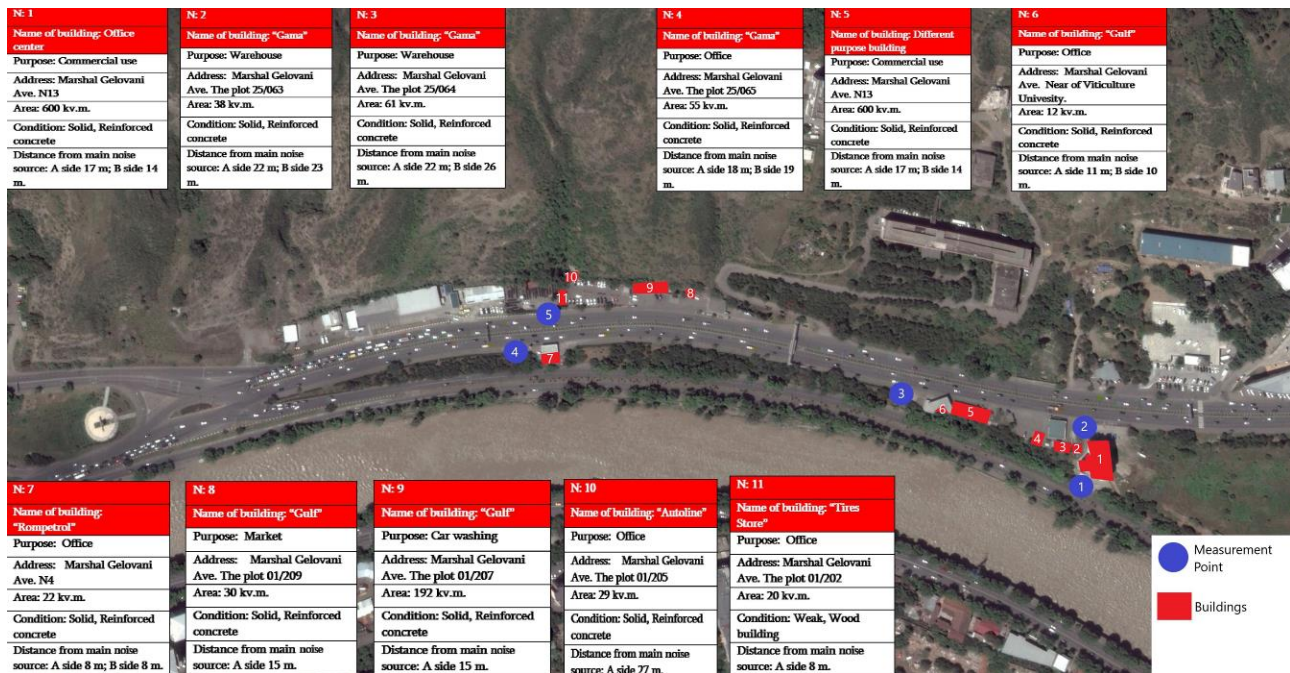 N: 1
Name of building: Office
center
Purpose: Commercial use
Address: Marshal Gelovani
Ave. N13
Area: 600 kv.m.
Condition: Solid, Reinforced
concrete
Distance from main noise
source: A side 17 m; B side 14
m.
N: 2
Name of building: “Gama”
Purpose: Warehouse
Address: Marshal Gelovani
Ave. The plot 25/063
Area: 38 kv.m.
Condition: Solid, Reinforced
concrete
Distance from main noise
source: A side 22 m; B side 23
m.
N: 3
Name of building: “Gama”
Purpose: Warehouse
Address: Marshal Gelovani
Ave. The plot 25/064
Area: 61 kv.m.
Condition: Solid, Reinforced
concrete
Distance from main noise
source: A side 22 m; B side 26
m.
N: 4
Name of building: “Gama”
Purpose: Office
Address: Marshal Gelovani
Ave. The plot 25/065
Area: 55 kv.m.
Condition: Solid, Reinforced
concrete
Distance from main noise
source: A side 18 m; B side 19
m.
N: 5
Name of building: Different
purpose building
Purpose: Commercial use
Address: Marshal Gelovani
Ave. N13
Area: 600 kv.m.
Condition: Solid, Reinforced
concrete
Distance from main noise
source: A side 17 m; B side 14
m.
N: 6
Name of building: “Gulf”
Purpose: Office
Address: Marshal Gelovani
Ave. Near of Viticulture
Univesity.
Area: 12 kv.m.
Condition: Solid, Reinforced
concrete
Distance from main noise
source: A side 11 m; B side 10
m.
10
11
9
8
5
4
7
3
6
5
4
3
2
2
1
1
N: 7
Name of building:
“Rompetrol”
Purpose: Office
Address: Marshal Gelovani
Ave. N4
Area: 22 kv.m.
Condition: Solid, Reinforced
concrete
Distance from main noise
source: A side 8 m; B side 8 m.
N: 8
Name of building: “Gulf”
Purpose: Market
Address: Marshal Gelovani
Ave. The plot 01/209
Area: 30 kv.m.
Condition: Solid, Reinforced
concrete
Distance from main noise
source: A side 15 m.
N: 9
Name of building: “Gulf”
Purpose: Car washing
Address: Marshal Gelovani
Ave. The plot 01/207
Area: 192 kv.m.
Condition: Solid, Reinforced
concrete
Distance from main noise
source: A side 15 m.
N: 10
Name of building: “Autoline”
Purpose: Office
Address: Marshal Gelovani
Ave. The plot 01/205
Area: 29 kv.m.
Condition: Solid, Reinforced
concrete
Distance from main noise
source: A side 27 m.
N: 11
Name of building: “Tires
Store”
Purpose: Office
Address: Marshal Gelovani
Ave. The plot 01/202
Area: 20 kv.m.
Condition: Weak, Wood
building
Distance from main noise
source: A side 8 m.
Measurement
Point
Buildings